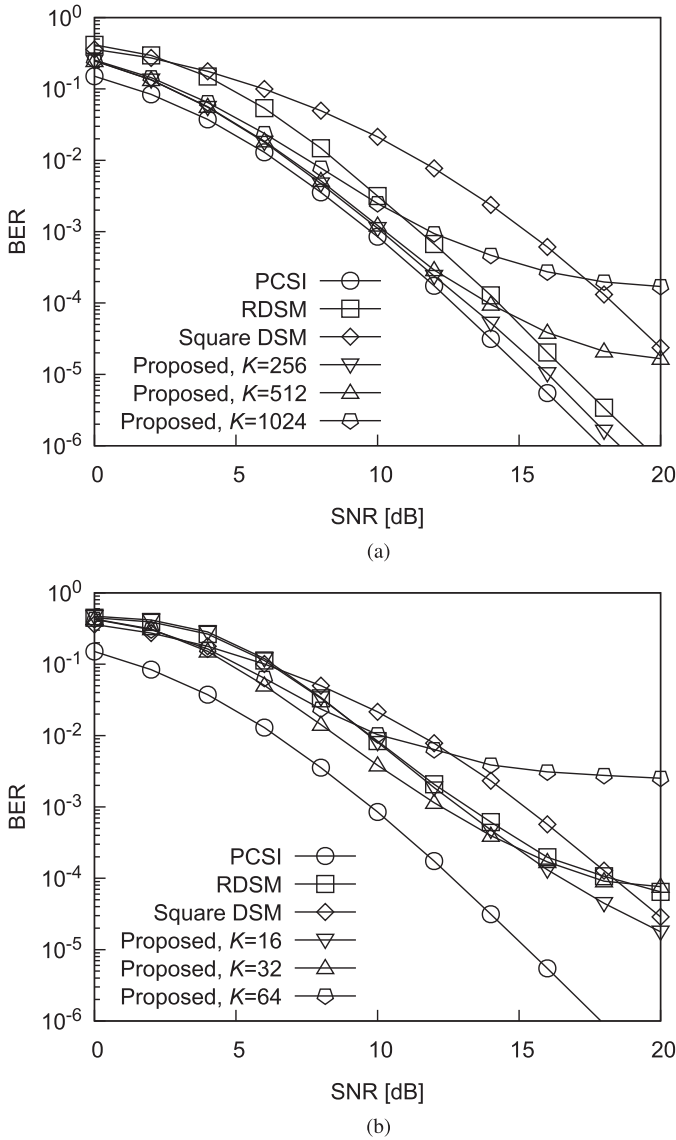 10^0
10^-1
10^-2
10^-3
10^-4
10^-5
10^-6
BER
PCSI
RDSM
Square DSM
Proposed, K=256
Proposed, K=512
Proposed, K=1024
0 5 10 15 20
SNR [dB]
(a)
10^0
10^-1
10^-2
10^-3
10^-4
10^-5
10^-6
BER
PCSI
RDSM
Square DSM
Proposed, K=16
Proposed, K=32
Proposed, K=64
0 5 10 15 20
SNR [dB]
(b)